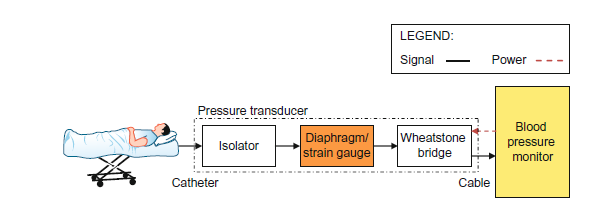 LEGEND:
Signal Power
Pressure transducer
Isolator
Diaphragm/
strain gauge
Wheatstone
bridge
Blood
pressure
monitor
Catheter
Cable